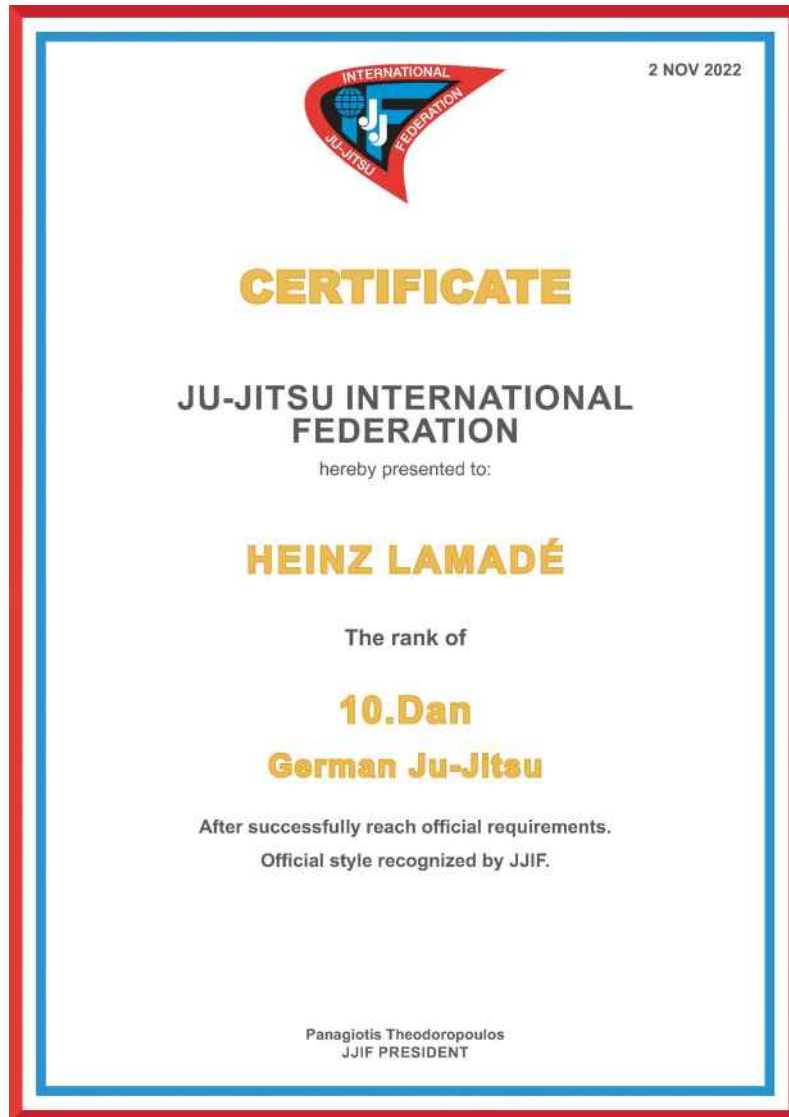 2 NOV 2022
INTERNATIONAL
JJIF
JU-JITSU
FEDERATION
CERTIFICATE
JU-JITSU INTERNATIONAL
FEDERATION
hereby presented to:
HEINZ LAMADÉ
The rank of
10.Dan
German Ju-Jitsu
After successfully reach official requirements.
Official style recognized by JJIF.
Panagiotis Theodoropoulos
JJIF PRESIDENT